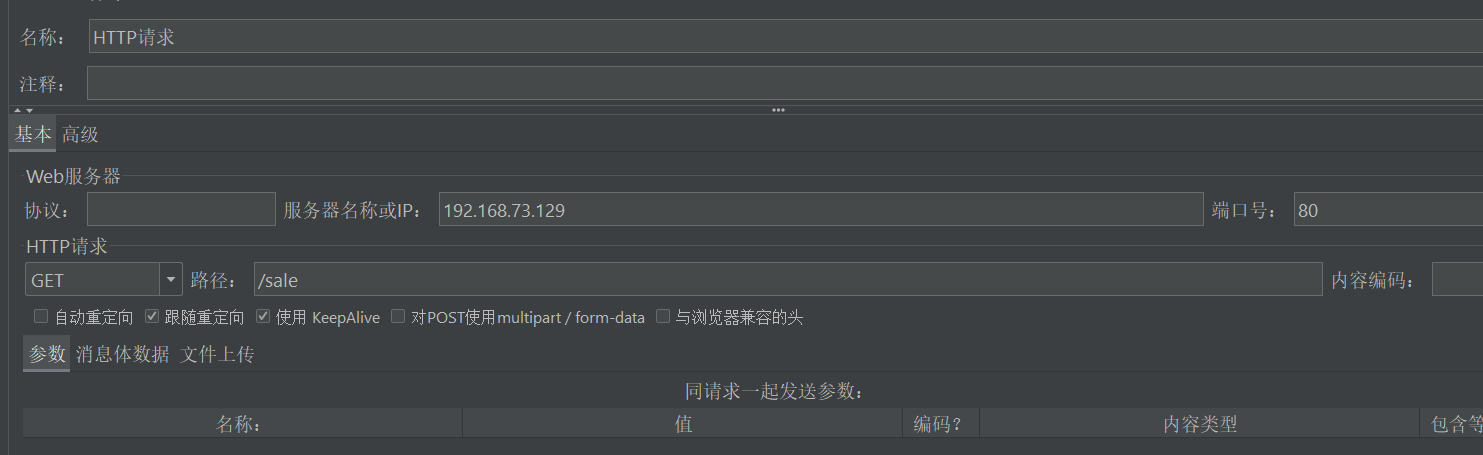 名称： HTTP请求
注释：
基本 高级
Web服务器
协议： 服务器名称或IP： 192.168.73.129 端口号： 80
HTTP请求
GET 路径： /sale 内容编码：
自动重定向 跟随重定向 使用 KeepAlive 对POST使用multipart / form-data 与浏览器兼容的头
参数 消息体数据 文件上传
同请求一起发送参数：
名称： 值 编码？ 内容类型 包含等